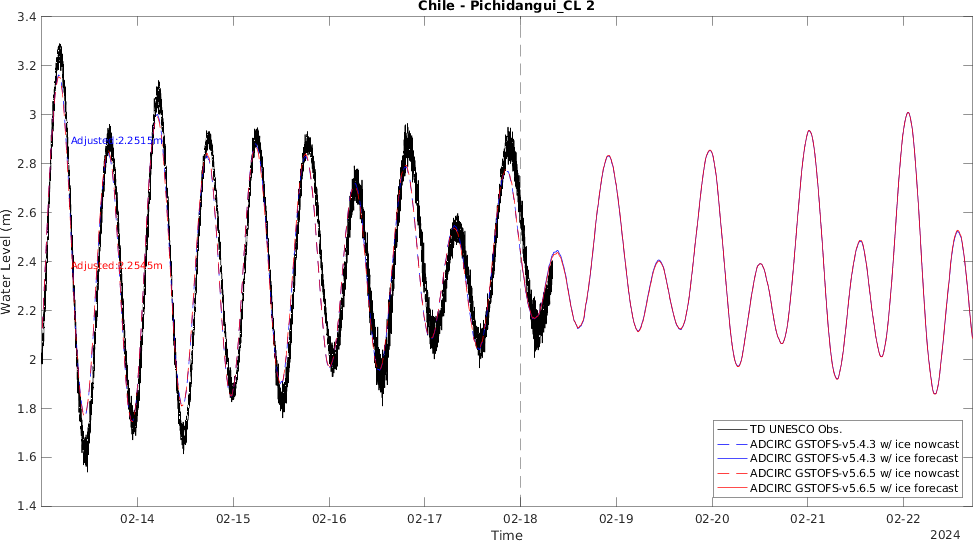 Chile - Pichidangui_CL 2
3.4
3.2
3
2.8
2.6
2.4
2.2
2
1.8
1.6
1.4
Water Level (m)
Adjusted:2.2515m
Adjusted:2.2545m
TD UNESCO Obs.
ADCIRC GSTOFS-v5.4.3 w/ ice nowcast
ADCIRC GSTOFS-v5.4.3 w/ ice forecast
ADCIRC GSTOFS-v5.6.5 w/ ice nowcast
ADCIRC GSTOFS-v5.6.5 w/ ice forecast
02-14 02-15 02-16 02-17 02-18 02-19 02-20 02-21 02-22
Time
2024